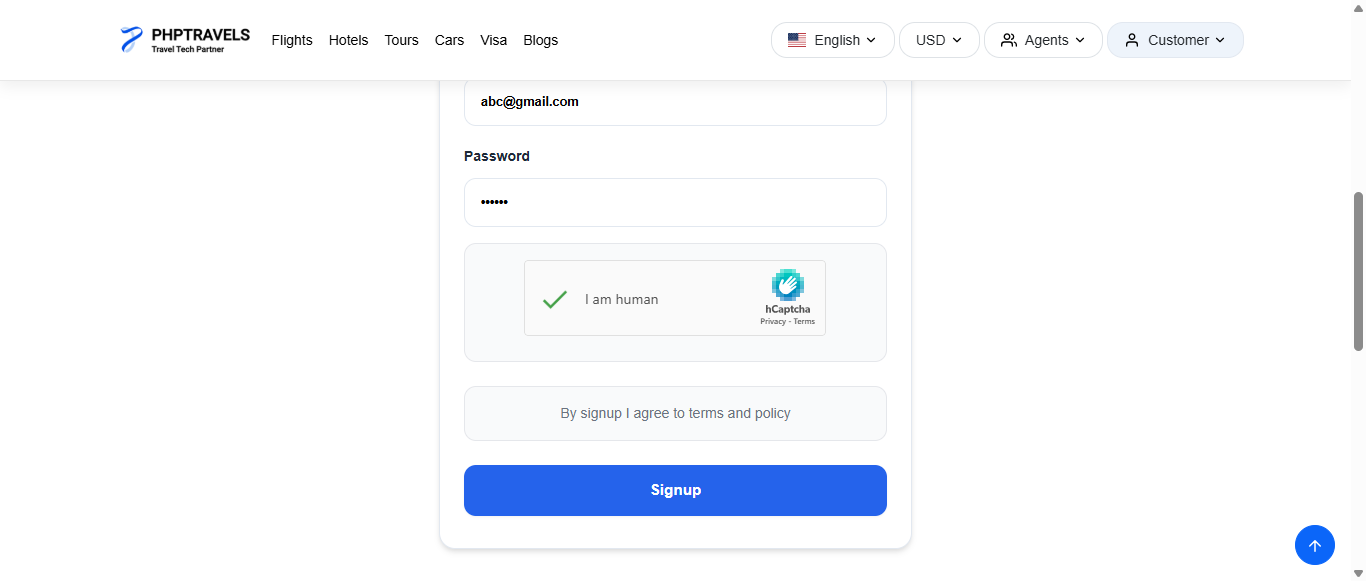 PHPTRAVELS
Travel Tech Partner
Flights Hotels Tours Cars Visa Blogs
English USD Agents Customer
abc@gmail.com
Password
••••••
I am human
hCaptcha
Privacy - Terms
By signup I agree to terms and policy
Signup